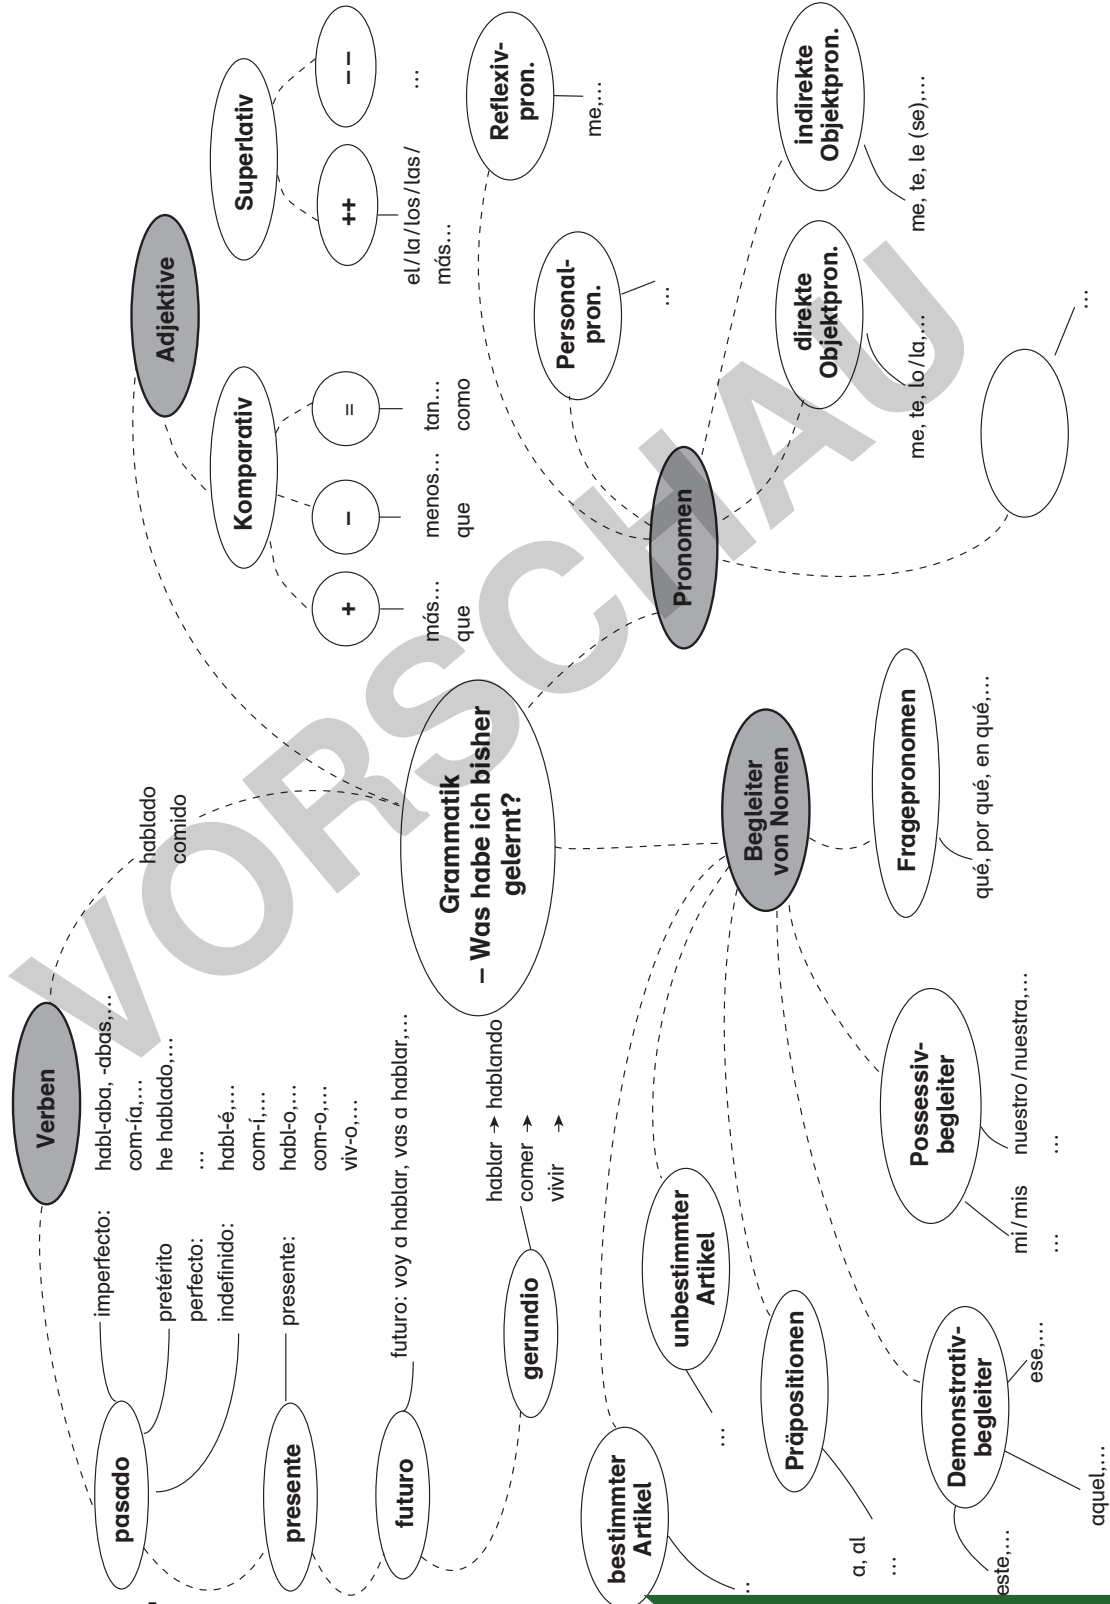 Verben
pasado
imperfecto:
habl-aba, -abas,…
com-ía,…
pretérito
perfecto:
he hablado,…
…
indefinido:
habl-é,…
com-í,…
presente
presente:
habl-o,…
com-o,…
viv-o,…
futuro
futuro: voy a hablar, vas a hablar,…
gerundio
hablar → hablando
comer →
vivir →
hablado
comido
Grammatik
– Was habe ich bisher
gelernt?
Adjektive
Komparativ
+
más…
que
–
menos…
que
=
tan…
como
Superlativ
++
el/la/los/las/
más…
– –
…
Pronomen
Reflexiv-
pron.
me,…
Personal-
pron.
…
direkte
Objektpron.
me, te, lo/la,…
indirekte
Objektpron.
me, te, le (se),…
…
Begleiter
von Nomen
bestimmter
Artikel
..
unbestimmter
Artikel
…
Präpositionen
a, al
…
Demonstrativ-
begleiter
este,…
aquel,…
ese,…
Possessiv-
begleiter
mi/mis
…
nuestro/nuestra,…
…
Fragepronomen
qué, por qué, en qué,…
VORSCHAU